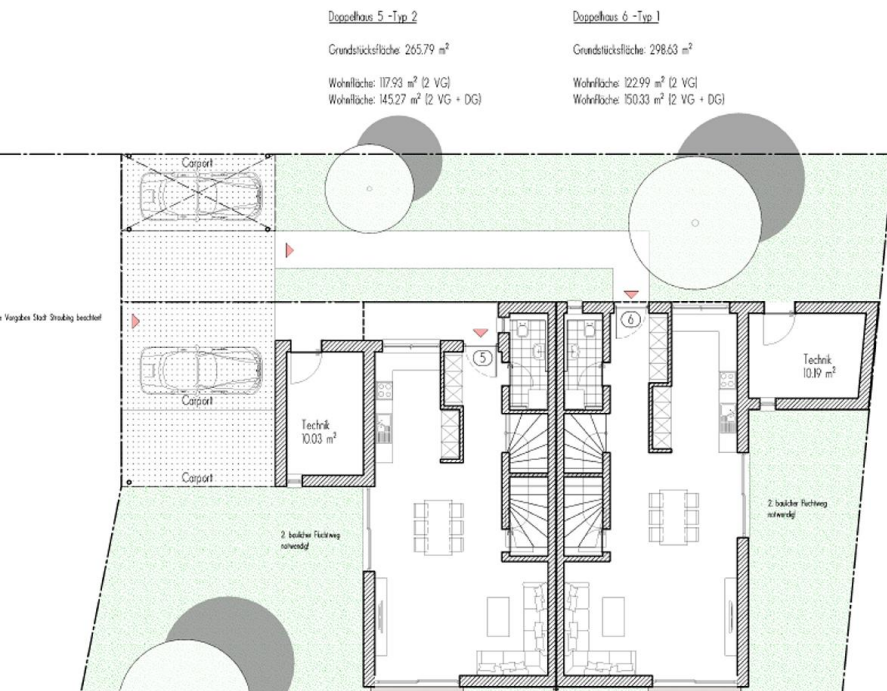 Doppelhaus 5 -Typ 2
Grundstücksfläche: 265.79 m²
Wohnfläche: 117.93 m² (2 VG)
Wohnfläche: 145.27 m² (2 VG + DG)
Doppelhaus 6 -Typ 1
Grundstücksfläche: 298.63 m²
Wohnfläche: 122.99 m² (2 VG)
Wohnfläche: 150.33 m² (2 VG + DG)
Carport
e Vorgaben Stadt Straubing beachten!
6
5
Technik
10.19 m²
Carport
Technik
10.03 m²
Carport
2. baulicher Fluchtweg
notwendig!
2. baulicher Fluchtweg
notwendig!